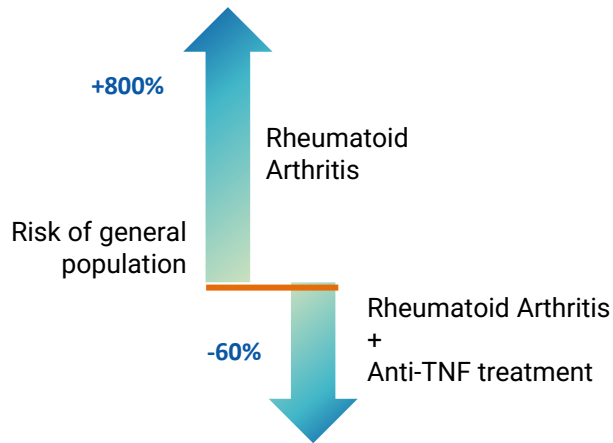 +800%
Rheumatoid
Arthritis
Risk of general
population
Rheumatoid Arthritis
+
Anti-TNF treatment
-60%